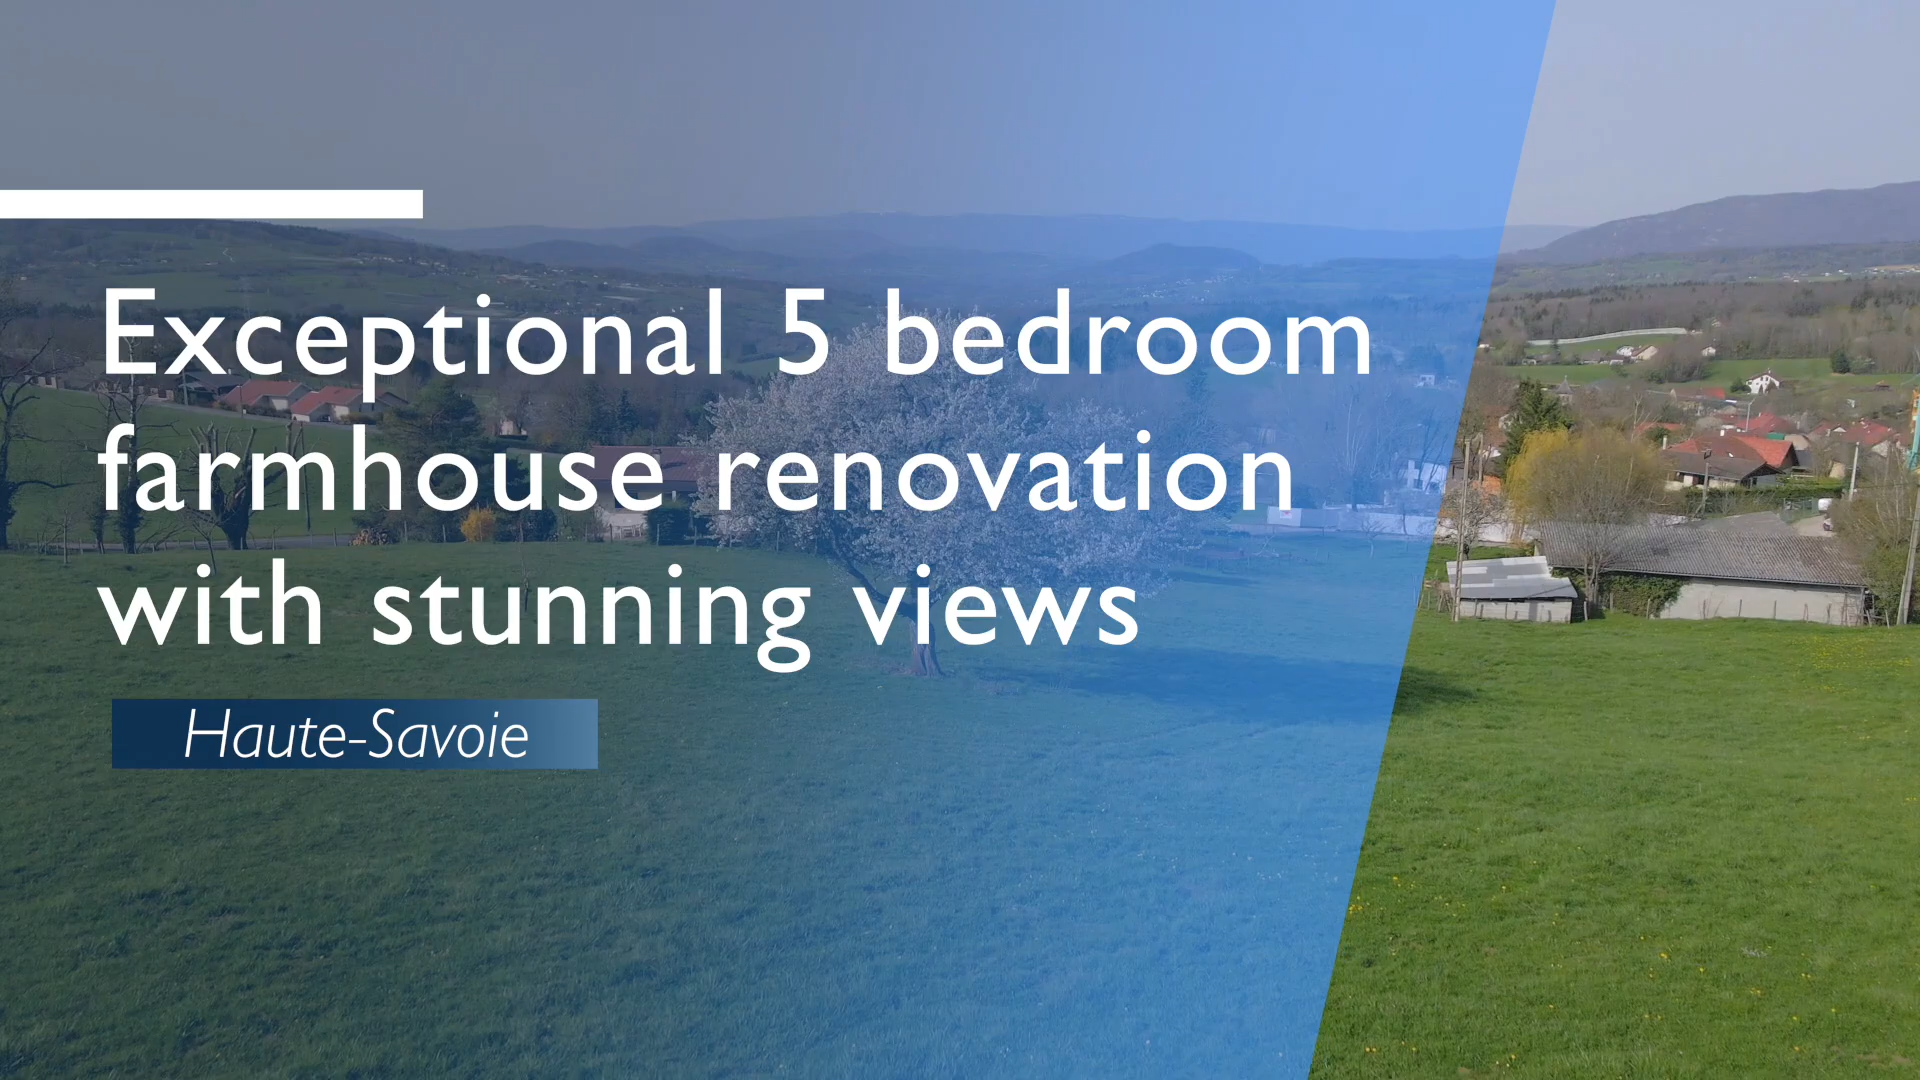 Exceptional 5 bedroom
farmhouse renovation
with stunning views
Haute-Savoie